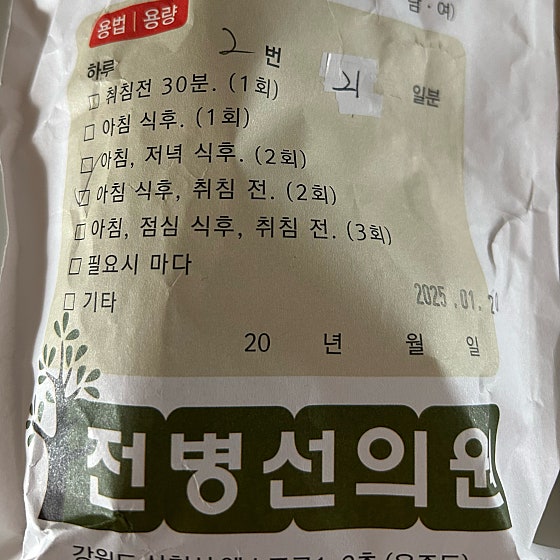 남 · 여)
용법 | 용량
하루 2 번 일분
□ 취침전 30분. (1회)
□ 아침 식후. (1회)
□ 아침, 저녁 식후. (2회)
☑ 아침 식후, 취침 전. (2회)
□ 아침, 점심 식후, 취침 전. (3회)
□ 필요시 마다
□ 기타
2025.01.2
20 년 월 일
전병선의원